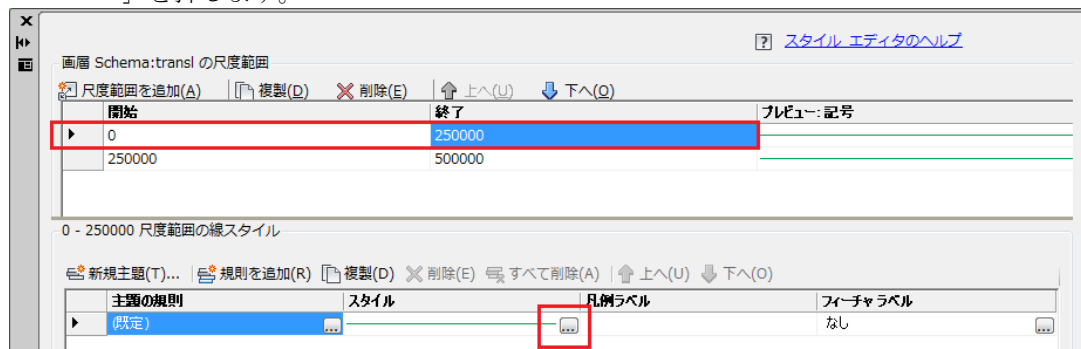 」を押します。
スタイル エディタのヘルプ
画層 Schema:transl の尺度範囲
尺度範囲を追加(A) 複製(D) 削除(E) 上へ(U) 下へ(O)
開始 終了 プレビュー: 記号
0 250000
250000 500000
0 - 250000 尺度範囲の線スタイル
新規主題(T)... 規則を追加(R) 複製(D) 削除(E) すべて削除(A) 上へ(U) 下へ(O)
主題の規則 スタイル 凡例ラベル フィーチャ ラベル
(既定) ... ... なし ...